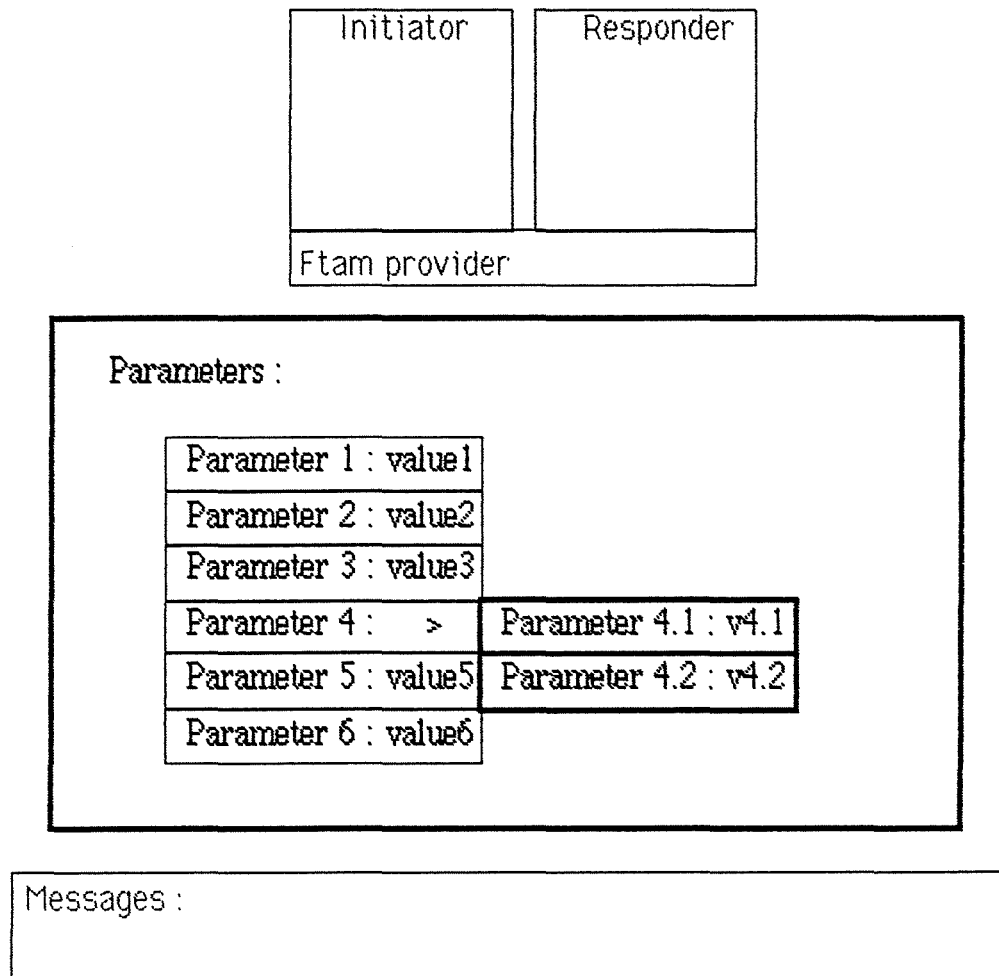 Initiator Responder
Ftam provider
Parameters :
Parameter 1 : value1
Parameter 2 : value2
Parameter 3 : value3
Parameter 4 : > Parameter 4.1 : v4.1
Parameter 5 : value5 Parameter 4.2 : v4.2
Parameter 6 : value6
Messages :